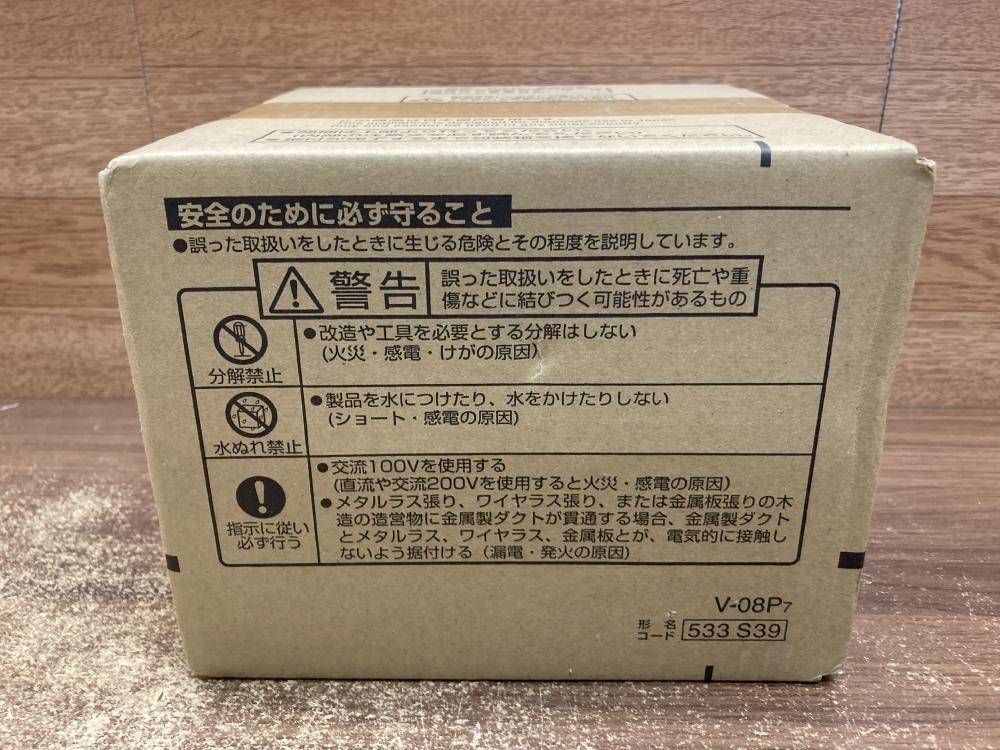 安全のために必ず守ること
●誤った取扱いをしたときに生じる危険とその程度を説明しています。
警告
誤った取扱いをしたときに死亡や重
傷などに結びつく可能性があるもの
分解禁止
●改造や工具を必要とする分解はしない
(火災・感電・けがの原因)
水ぬれ禁止
●製品を水につけたり、水をかけたりしない
(ショート・感電の原因)
指示に従い
必ず行う
●交流100Vを使用する
(直流や交流200Vを使用すると火災・感電の原因)
●メタルラス張り、ワイヤラス張り、または金属板張りの木
造の造営物に金属製ダクトが貫通する場合、金属製ダクト
とメタルラス、ワイヤラス、金属板とが、電気的に接触し
ないよう据付ける(漏電・発火の原因)
V-08P7
形名
コード
533 S39